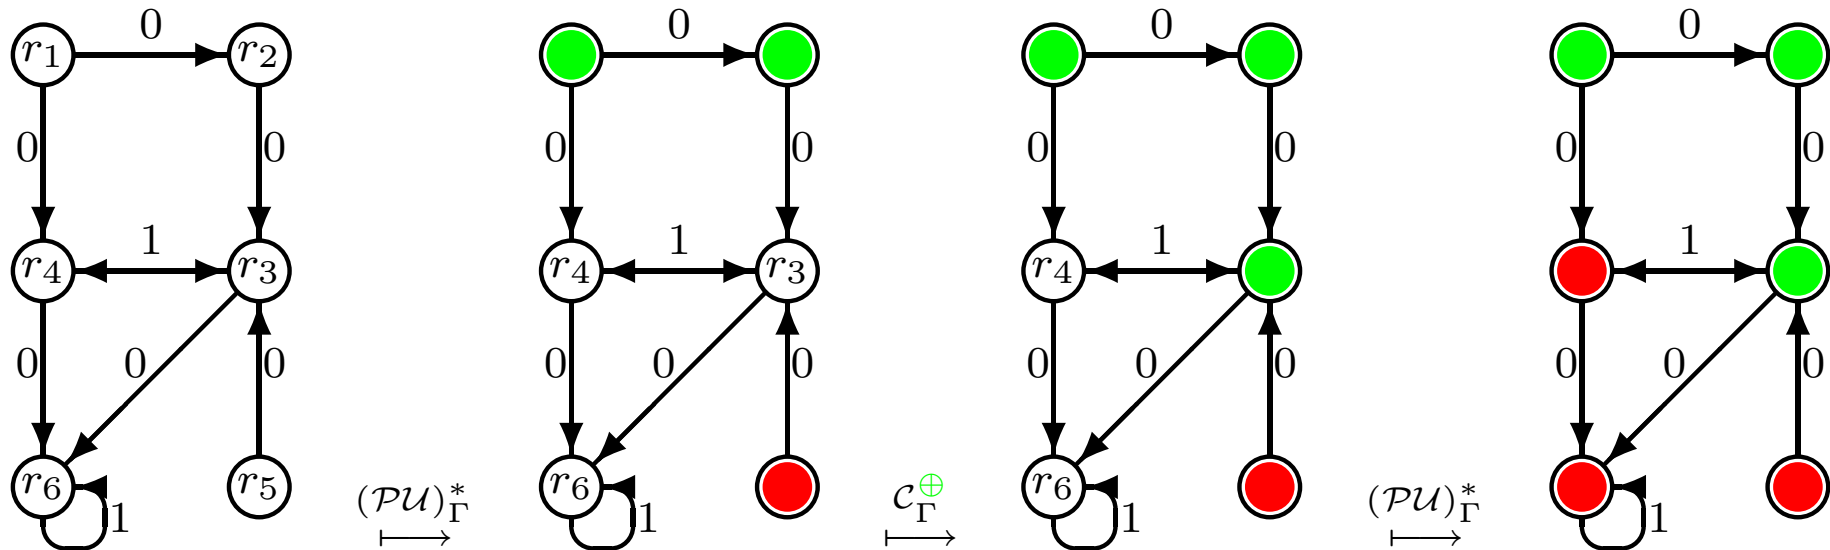 0 0 0 0
r1 r2
0 0 0 0 0 0 0 0
1 1 1 1
r4 r3 r4 r3 r4
0 0 0 0 0 0 0 0 0 0 0 0
r6 r5 r6 r6
(𝒫𝒰)*Γ 𝒞⊕Γ (𝒫𝒰)*Γ
1 1 1 1